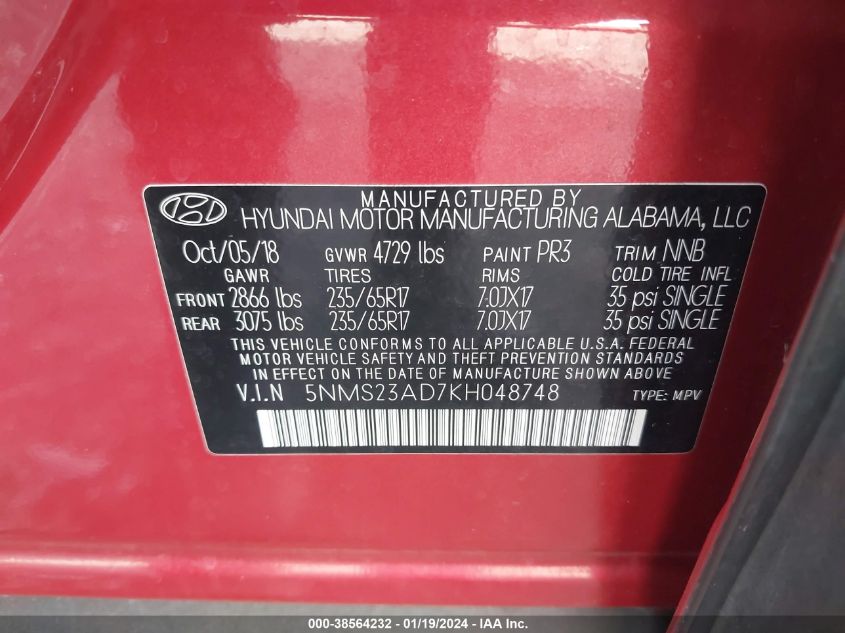 MANUFACTURED BY
HYUNDAI MOTOR MANUFACTURING ALABAMA, LLC
Oct/05/18 GVWR 4729 lbs PAINT PR3 TRIM NNB
GAWR TIRES RIMS COLD TIRE INFL
FRONT 2866 lbs 235/65R17 7.0JX17 35 psi SINGLE
REAR 3075 lbs 235/65R17 7.0JX17 35 psi SINGLE
THIS VEHICLE CONFORMS TO ALL APPLICABLE U.S.A. FEDERAL
MOTOR VEHICLE SAFETY AND THEFT PREVENTION STANDARDS
IN EFFECT ON THE DATE OF MANUFACTURE SHOWN ABOVE.
V.I.N 5NMS23AD7KH048748 TYPE: MPV
000-38564232 - 01/19/2024 - IAA Inc.